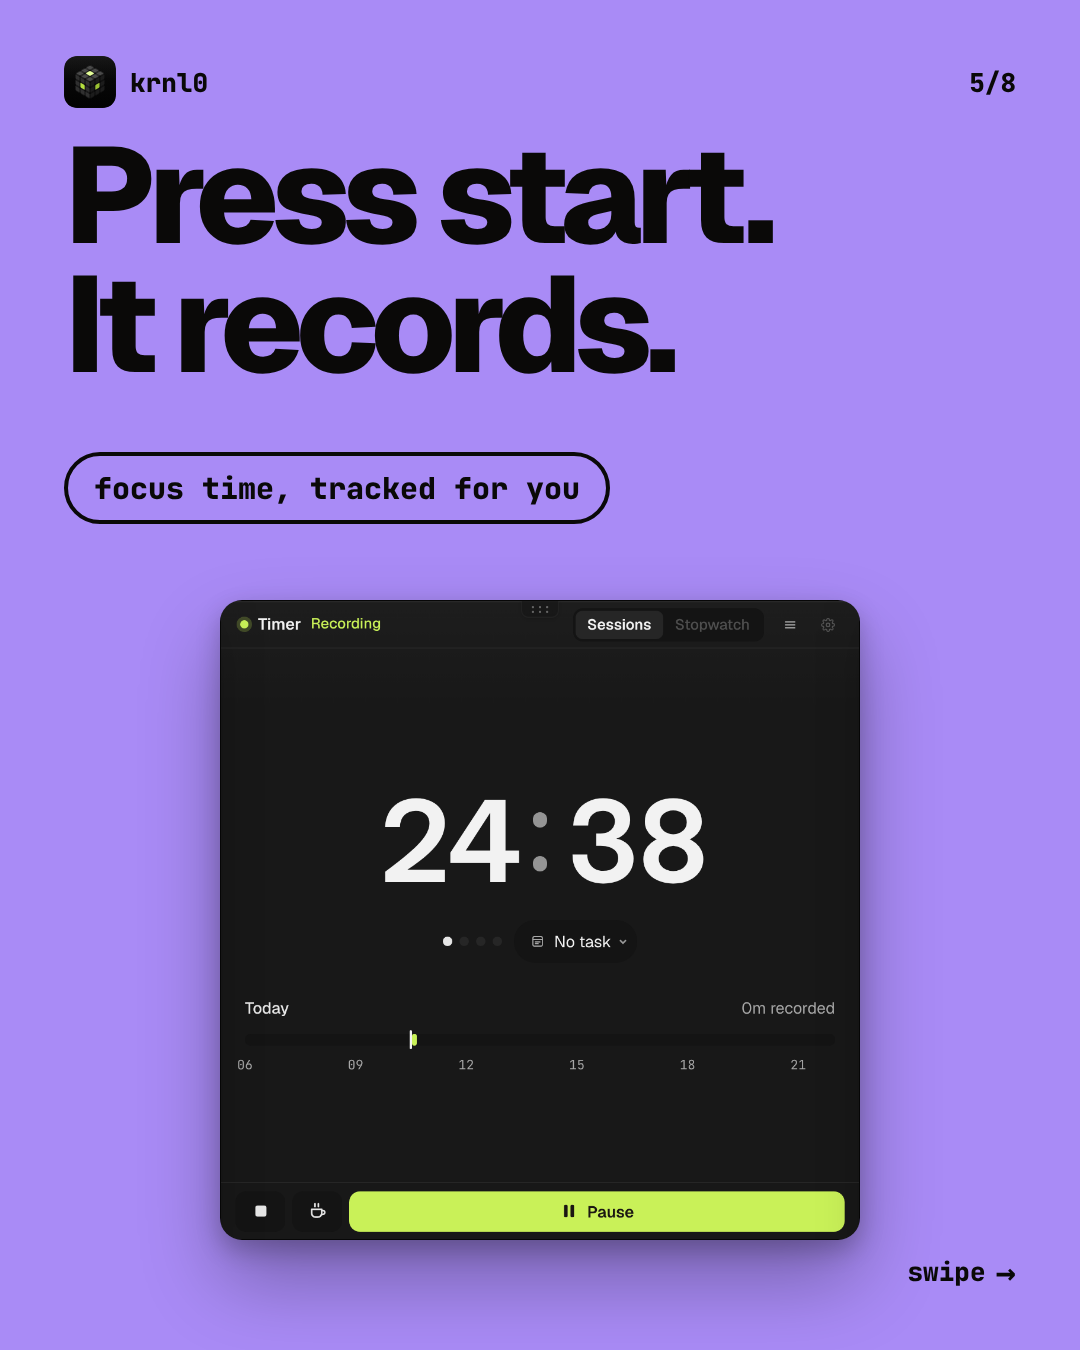 krnl0
5/8
Press start.
It records.
focus time, tracked for you
Timer Recording
Sessions Stopwatch
24:38
No task
Today
0m recorded
06 09 12 15 18 21
Pause
swipe →